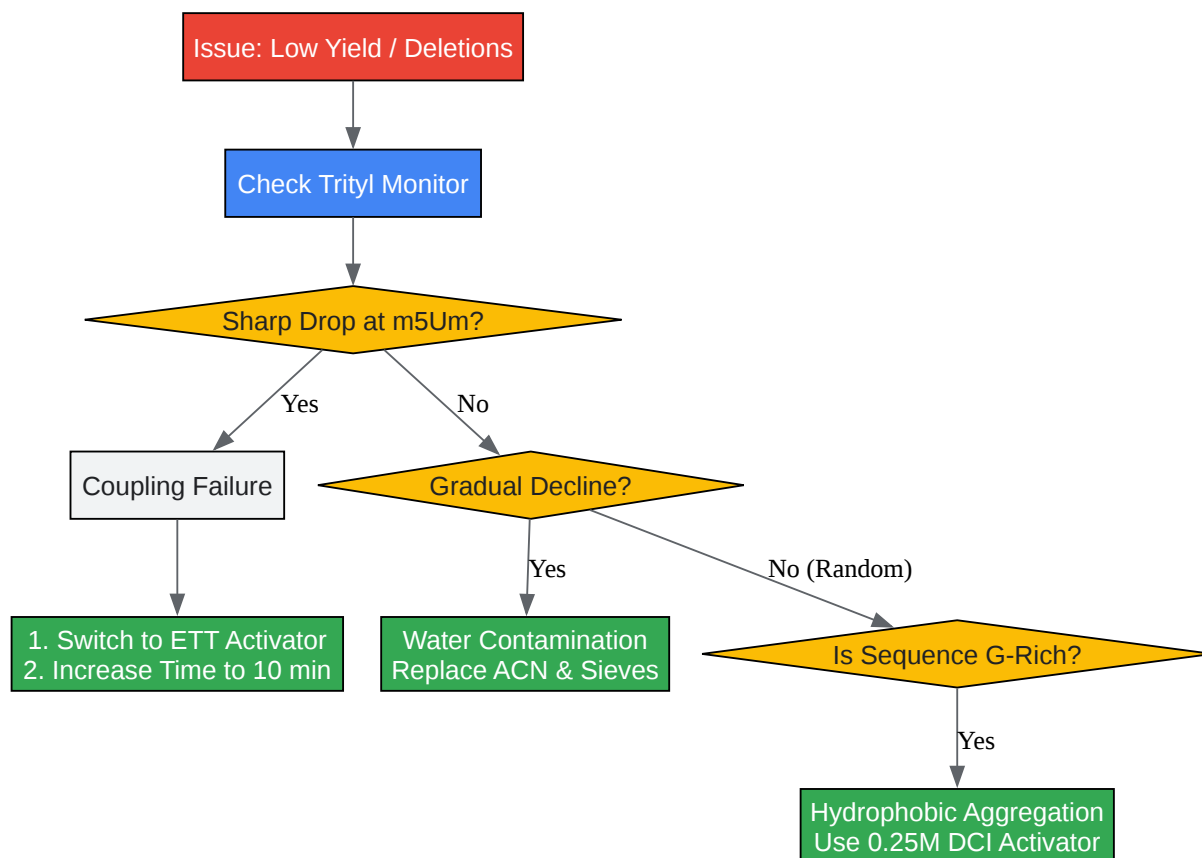 Issue: Low Yield / Deletions
Check Trityl Monitor
Sharp Drop at m5Um?
Yes
No
Coupling Failure
Gradual Decline?
Yes
No (Random)
1. Switch to ETT Activator
2. Increase Time to 10 min
Water Contamination
Replace ACN & Sieves
Is Sequence G-Rich?
Yes
Hydrophobic Aggregation
Use 0.25M DCI Activator